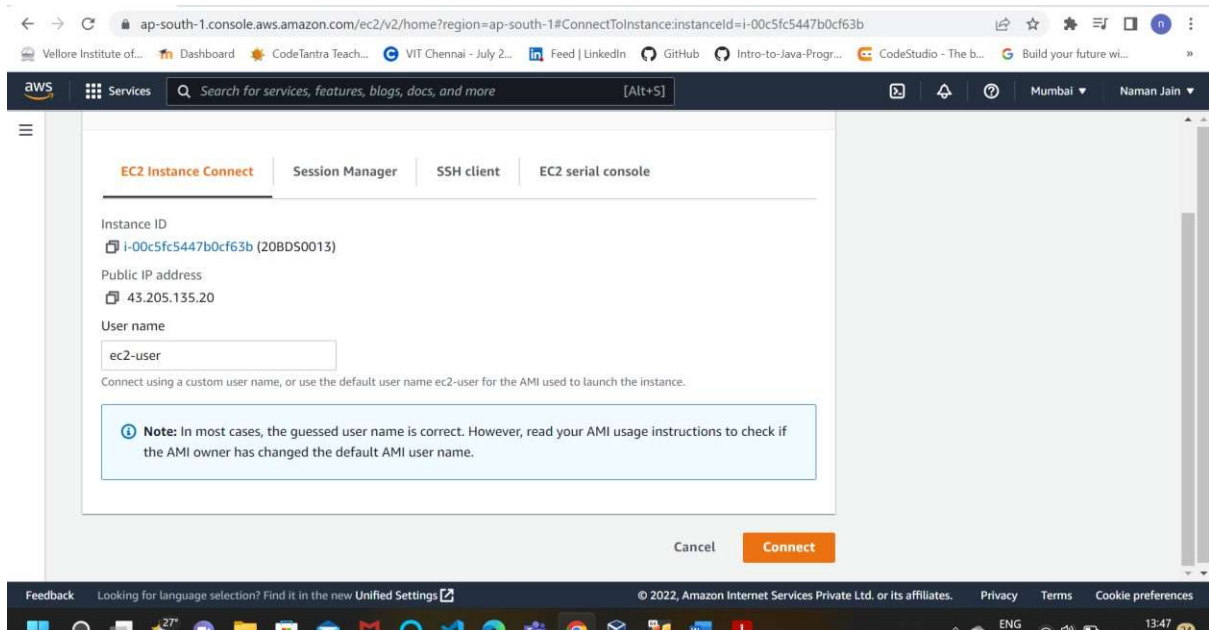 ap-south-1.console.aws.amazon.com/ec2/v2/home?region=ap-south-1#ConnectToInstance:instanceId=i-00c5fc5447b0cf63b n
Vellore Institute of... Dashboard CodeTantra Teach... VIT Chennai - July 2... Feed | LinkedIn GitHub Intro-to-Java-Progr... CodeStudio - The b... Build your future wi... »
aws Services Search for services, features, blogs, docs, and more [Alt+S] Mumbai ▼ Naman Jain ▼
EC2 Instance Connect Session Manager SSH client EC2 serial console
Instance ID
i-00c5fc5447b0cf63b (20BDS0013)
Public IP address
43.205.135.20
User name
ec2-user
Connect using a custom user name, or use the default user name ec2-user for the AMI used to launch the instance.
Note: In most cases, the guessed user name is correct. However, read your AMI usage instructions to check if
the AMI owner has changed the default AMI user name.
Cancel Connect
Feedback Looking for language selection? Find it in the new Unified Settings © 2022, Amazon Internet Services Private Ltd. or its affiliates. Privacy Terms Cookie preferences
27° ENG 13:47